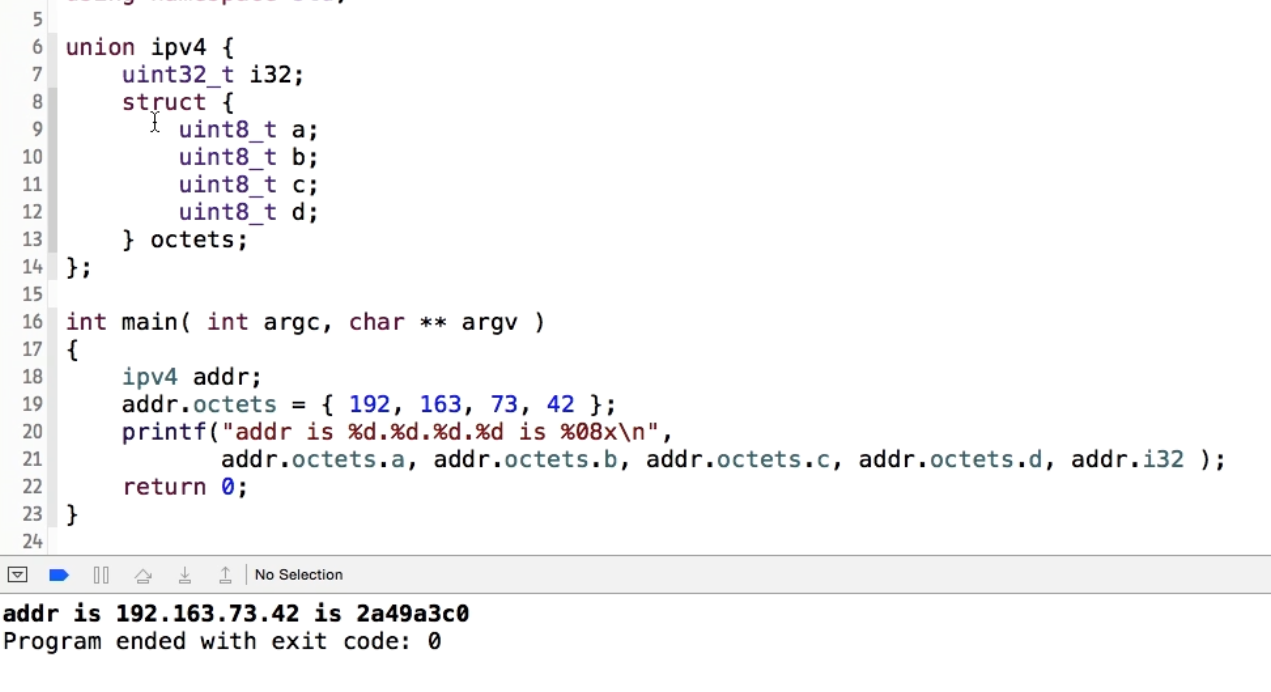 5
6 union ipv4 {
7     uint32_t i32;
8     struct {
9         uint8_t a;
10         uint8_t b;
11         uint8_t c;
12         uint8_t d;
13     } octets;
14 };
15
16 int main( int argc, char ** argv )
17 {
18     ipv4 addr;
19     addr.octets = { 192, 163, 73, 42 };
20     printf("addr is %d.%d.%d.%d is %08x\n",
21            addr.octets.a, addr.octets.b, addr.octets.c, addr.octets.d, addr.i32 );
22     return 0;
23 }
24
No Selection
addr is 192.163.73.42 is 2a49a3c0
Program ended with exit code: 0